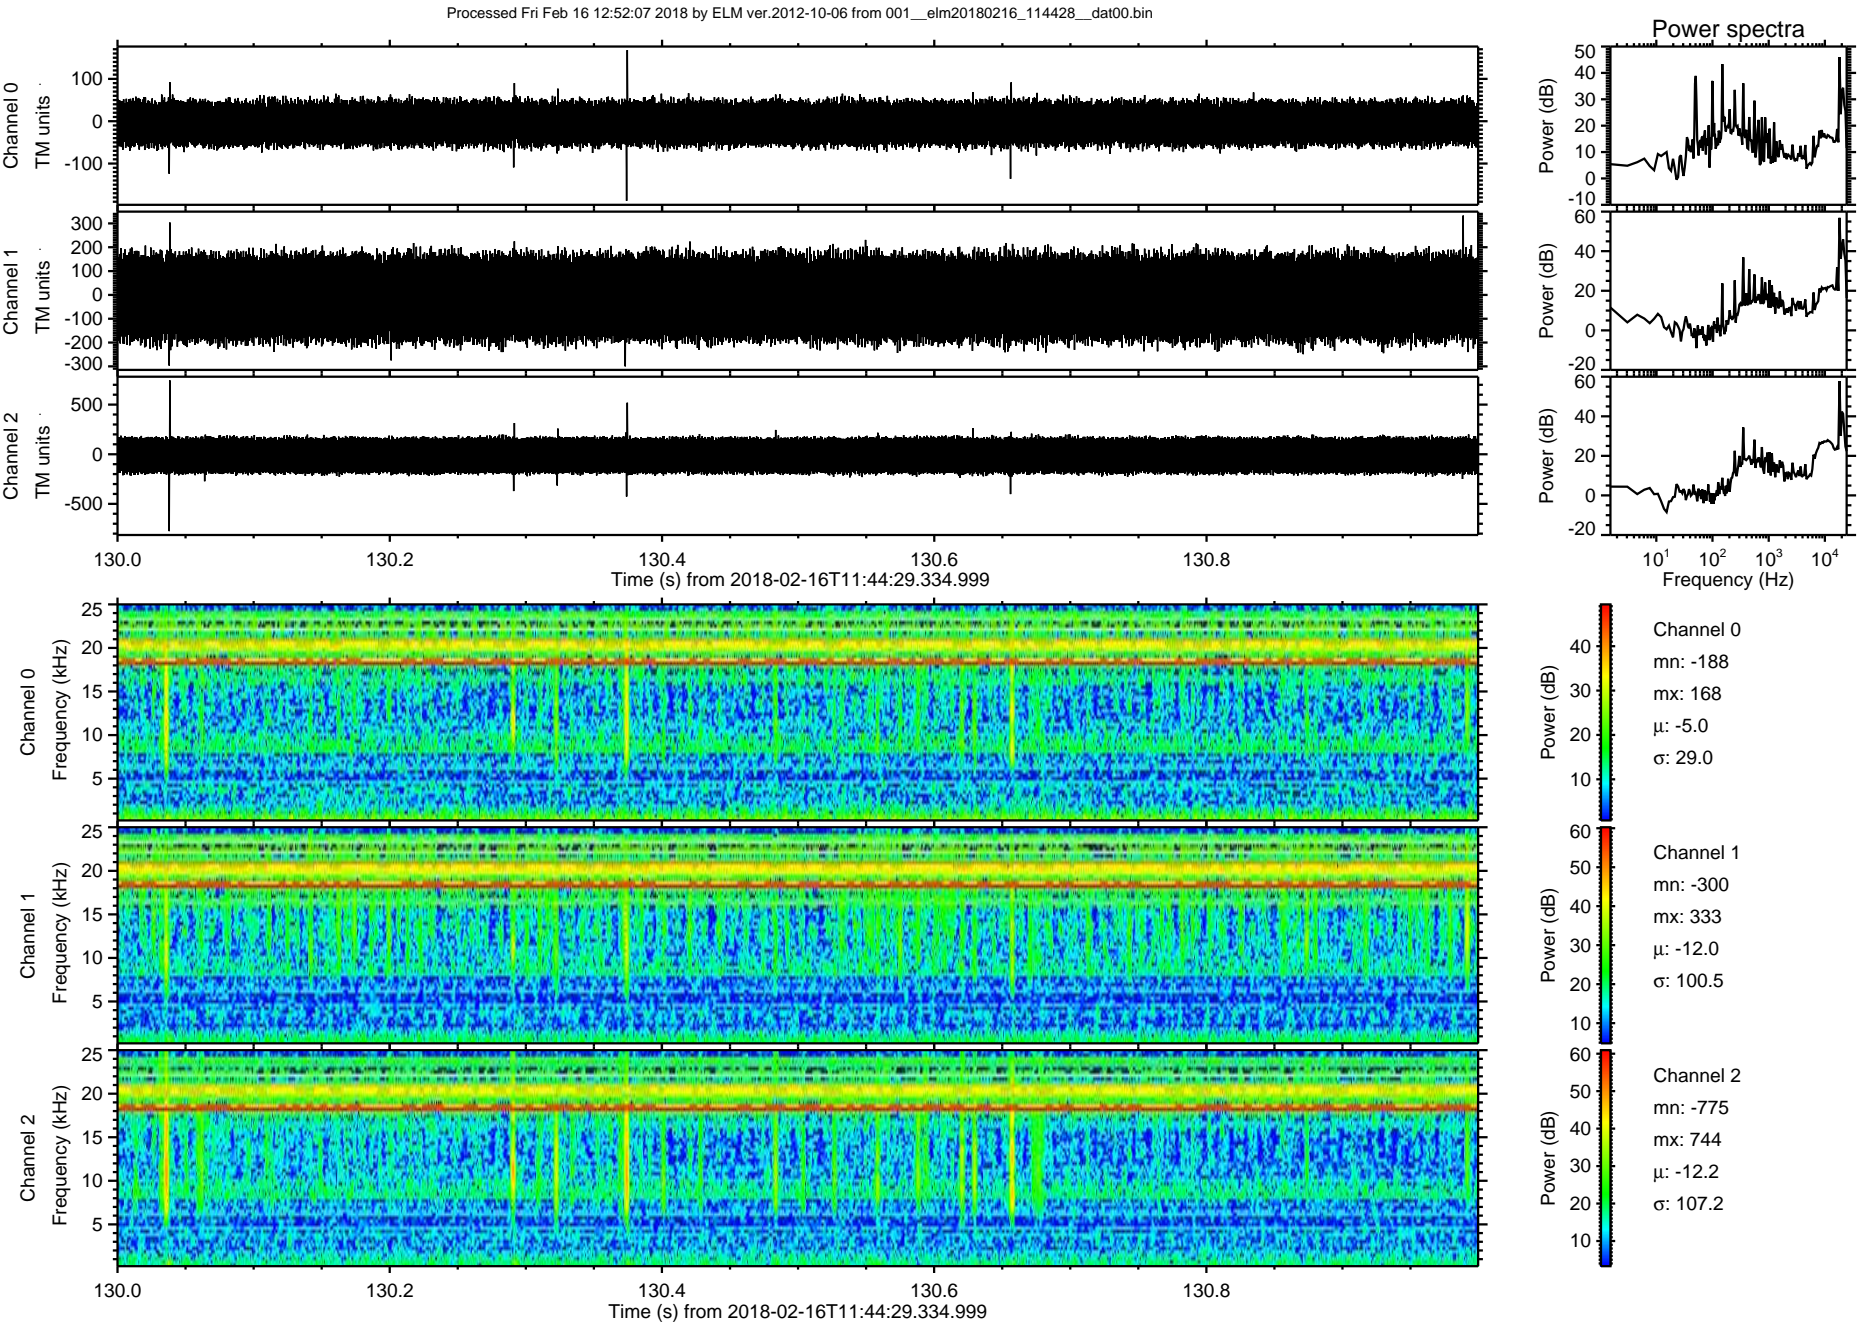 Processed Fri Feb 16 12:52:07 2018 by ELM ver.2012-10-06 from 001__elm20180216_114428__dat00.bin
Power spectra
Channel 0
TM units
100
0
-100
Power (dB)
50
40
30
20
10
0
-10
Channel 1
TM units
300
200
100
0
-100
-200
-300
Power (dB)
60
40
20
0
-20
Channel 2
TM units
500
0
-500
Power (dB)
60
40
20
0
-20
130.0 130.2 130.4 130.6 130.8
Time (s) from 2018-02-16T11:44:29.334.999
10¹ 10² 10³ 10⁴
Frequency (Hz)
Channel 0
Frequency (kHz)
25
20
15
10
5
Power (dB)
40
30
20
10
Channel 0
mn: -188
mx: 168
μ: -5.0
σ: 29.0
Channel 1
Frequency (kHz)
25
20
15
10
5
Power (dB)
60
50
40
30
20
10
Channel 1
mn: -300
mx: 333
μ: -12.0
σ: 100.5
Channel 2
Frequency (kHz)
25
20
15
10
5
Power (dB)
60
50
40
30
20
10
Channel 2
mn: -775
mx: 744
μ: -12.2
σ: 107.2
130.0 130.2 130.4 130.6 130.8
Time (s) from 2018-02-16T11:44:29.334.999